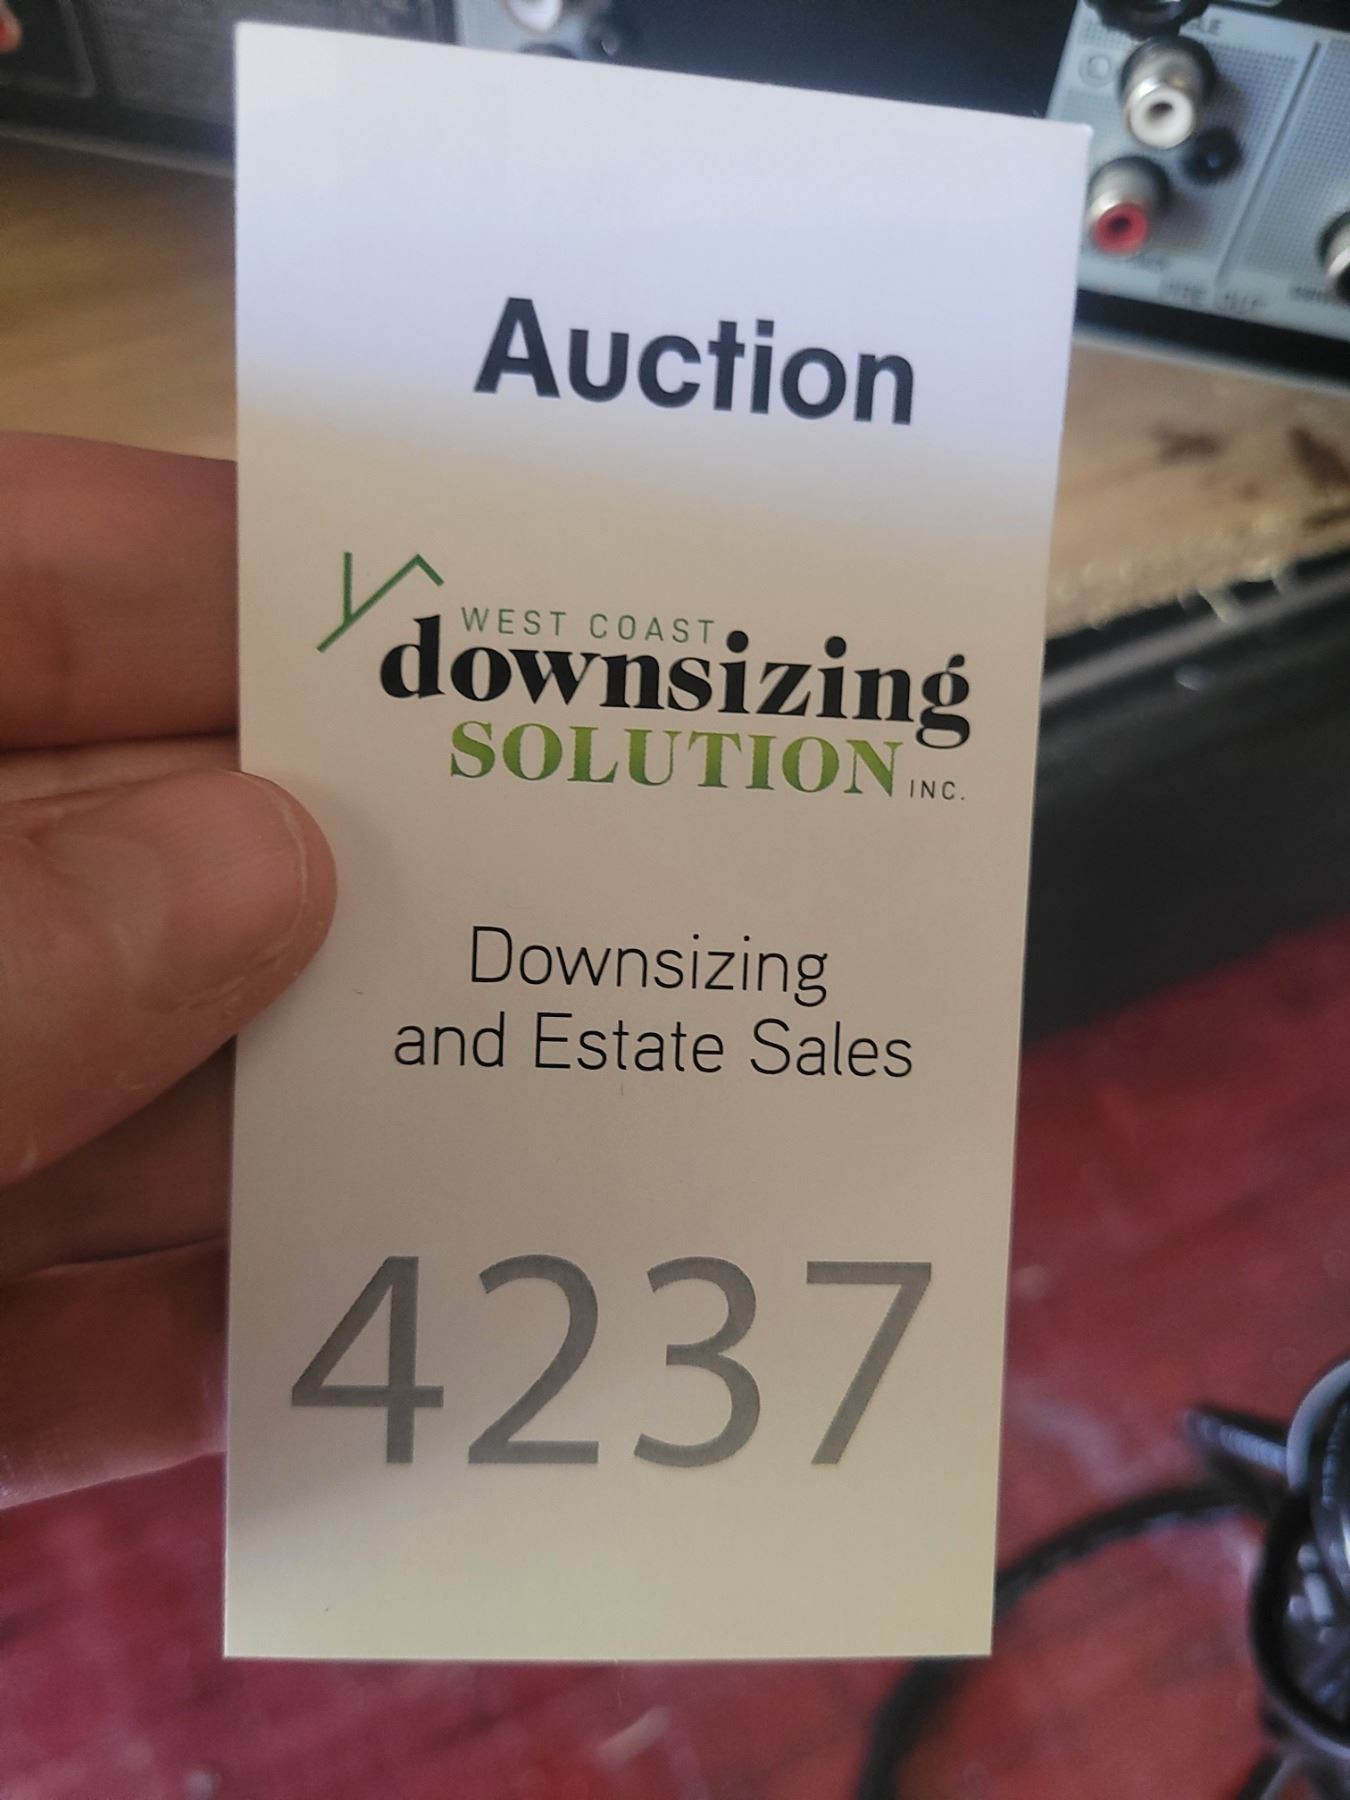 Auction
WEST COAST
downsizing
SOLUTION INC.
Downsizing
and Estate Sales
4237